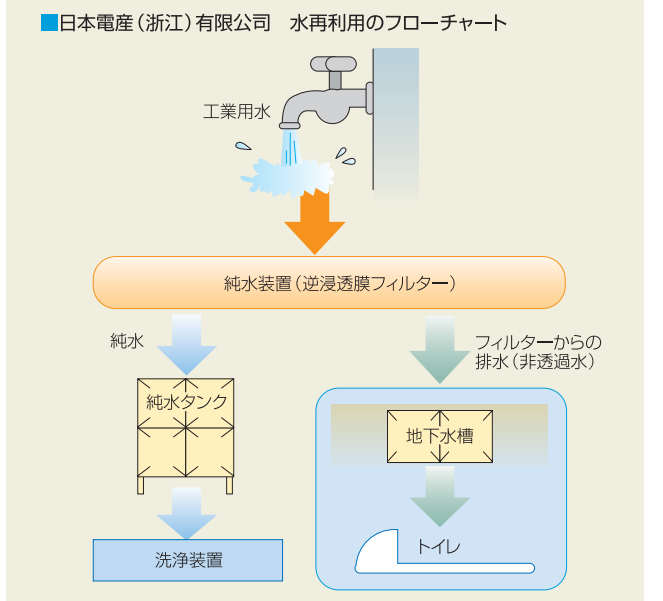 ■日本電産(浙江)有限公司 水再利用のフローチャート
工業用水
純水装置(逆浸透膜フィルター)
純水
フィルターからの
排水(非透過水)
純水タンク
地下水槽
洗浄装置
トイレ